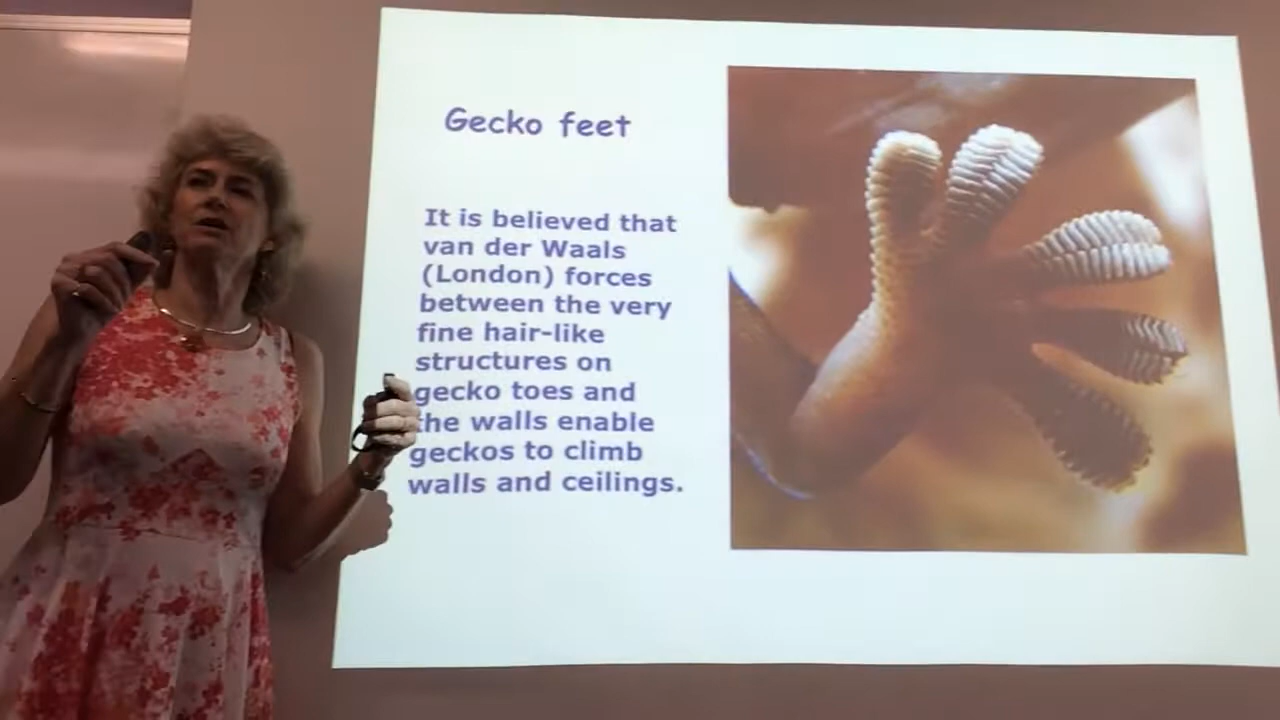 Gecko feet
It is believed that
van der Waals
(London) forces
between the very
fine hair-like
structures on
gecko toes and
the walls enable
geckos to climb
walls and ceilings.